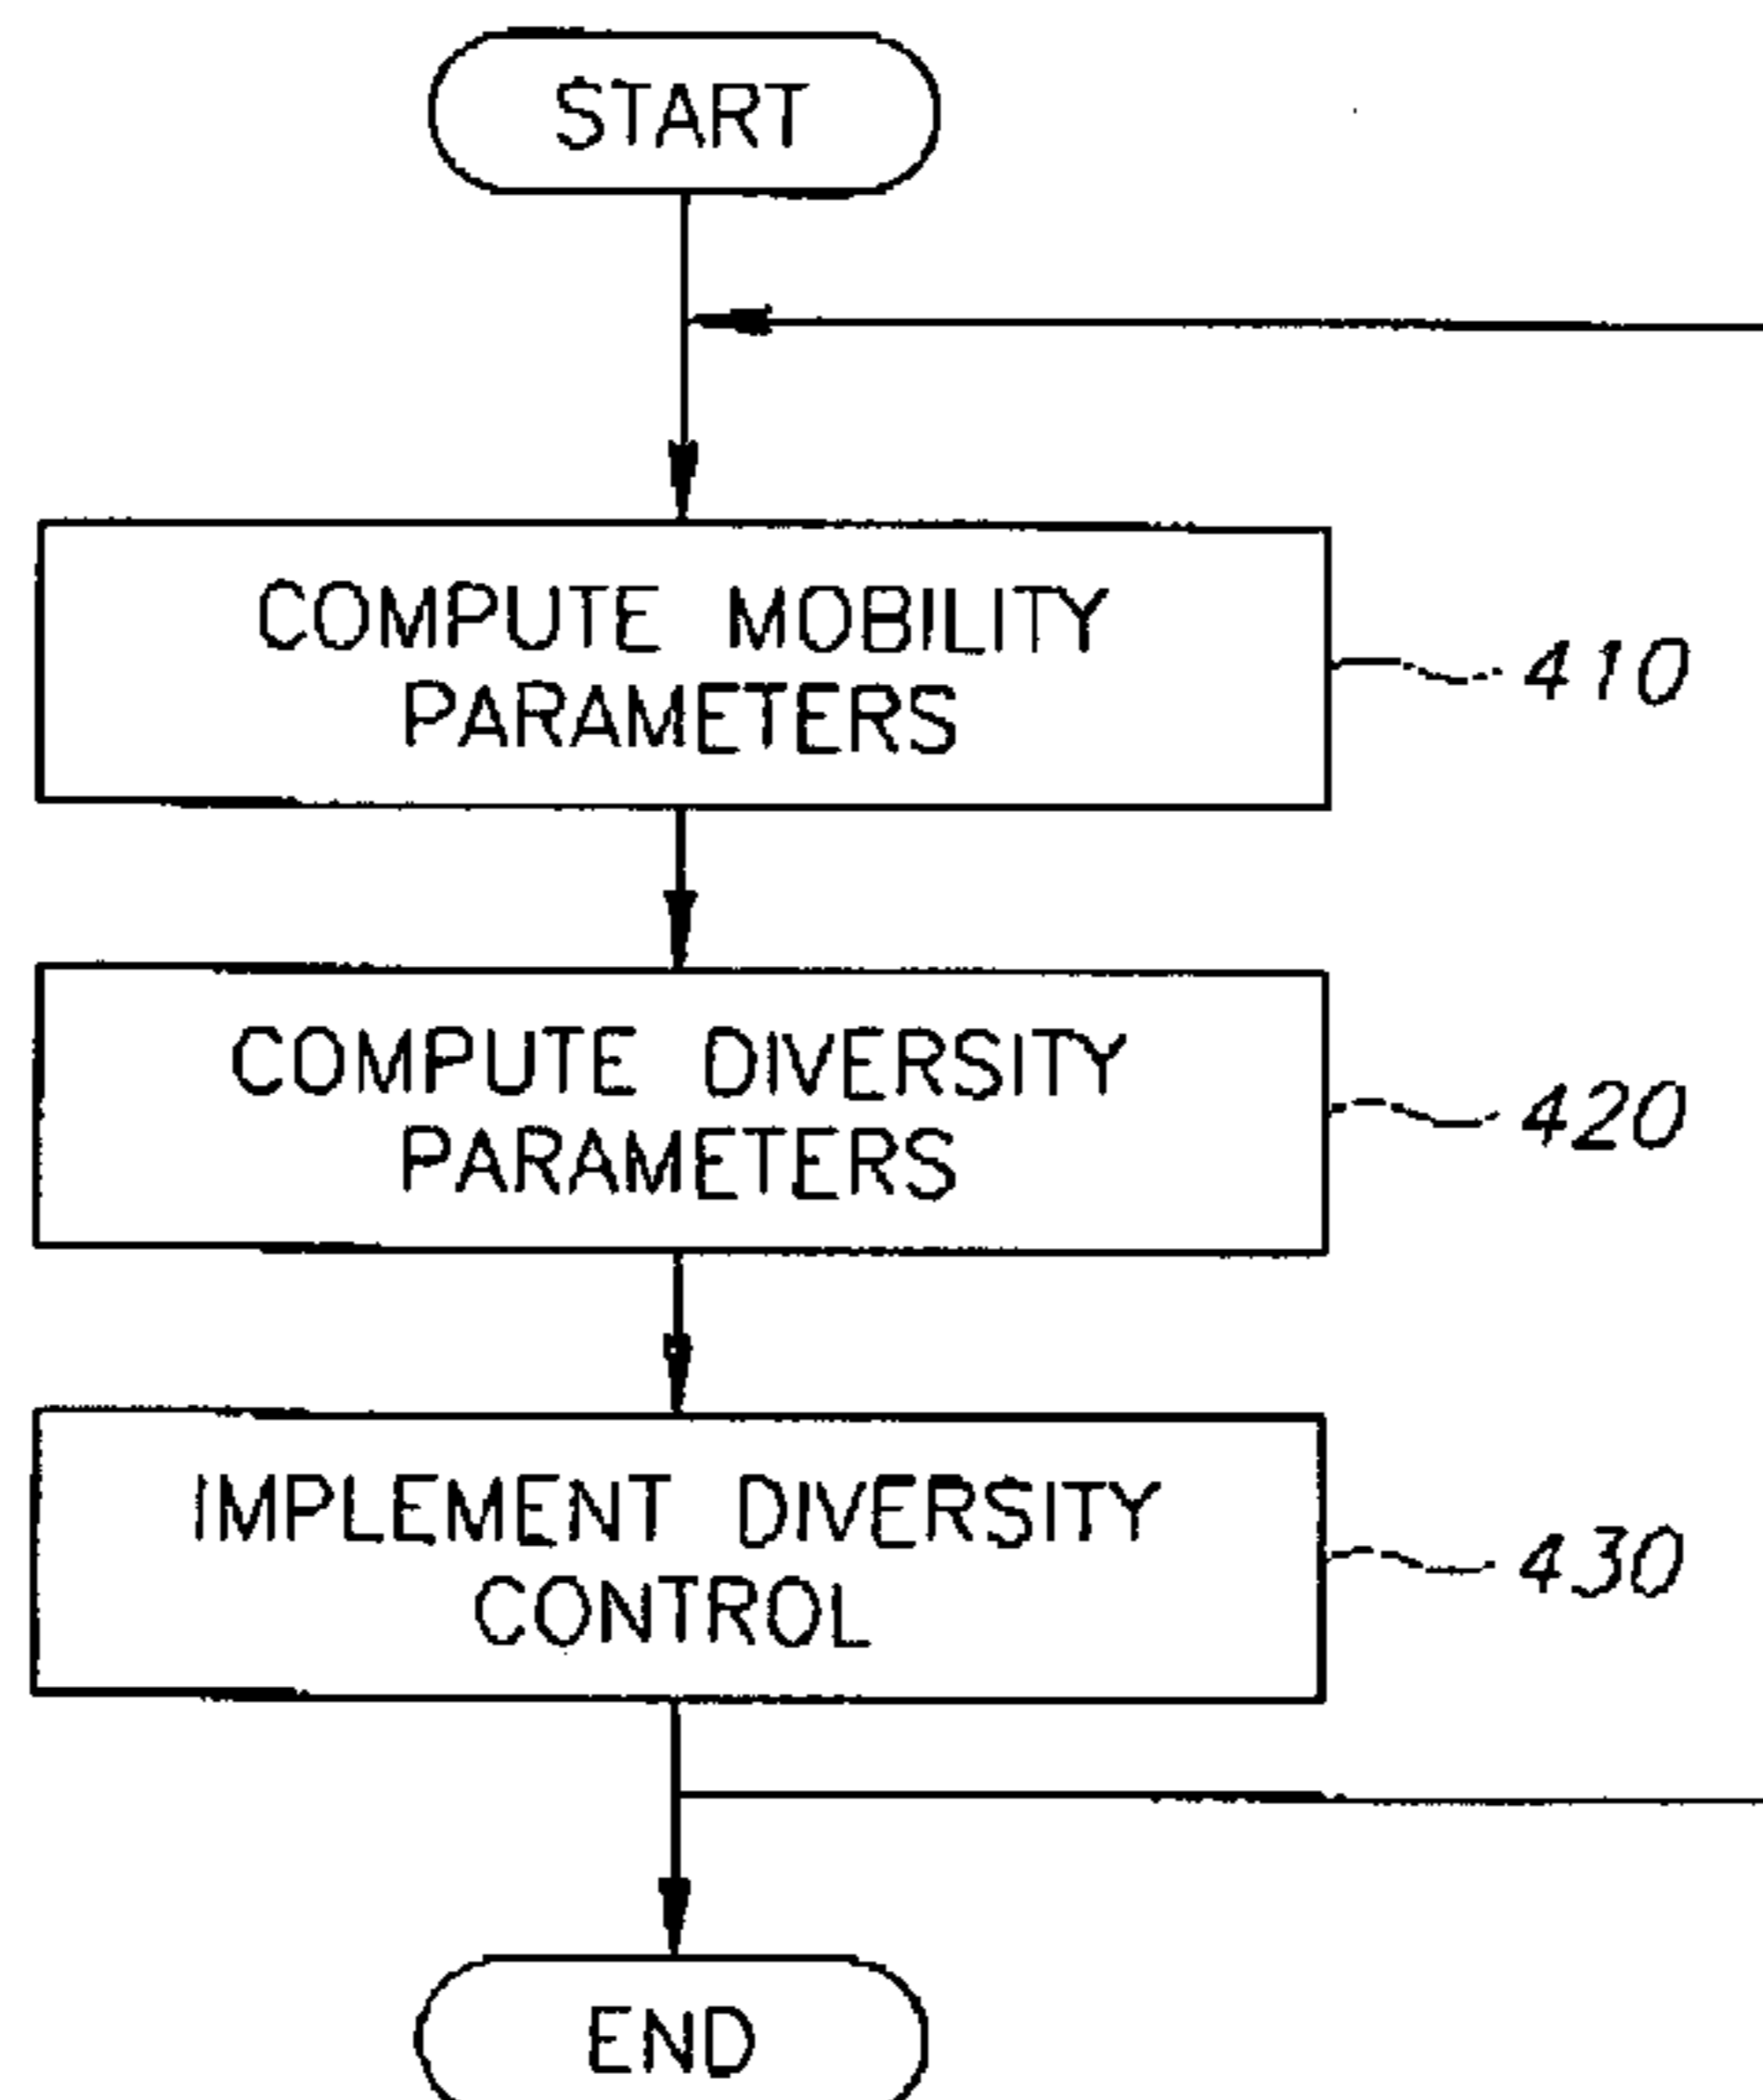 START
COMPUTE MOBILITY
PARAMETERS
410
COMPUTE DIVERSITY
PARAMETERS
420
IMPLEMENT DIVERSITY
CONTROL
430
END